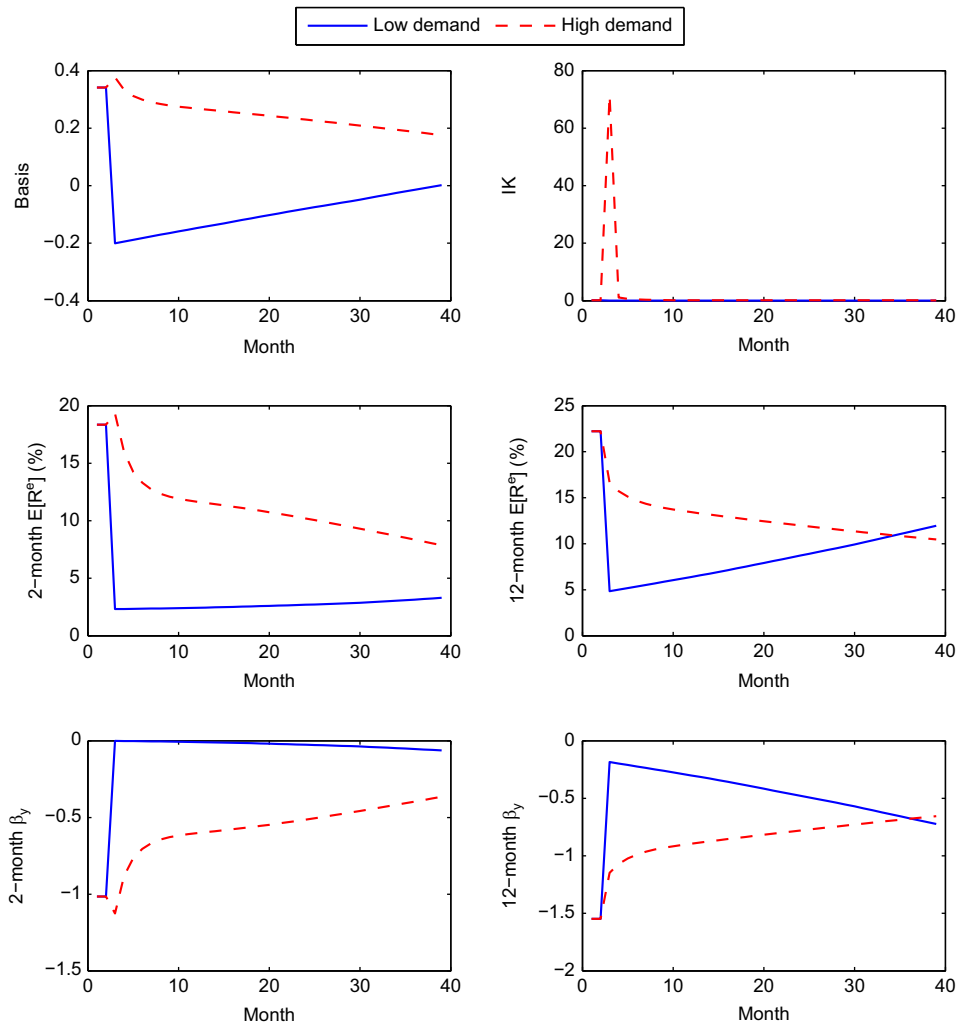 Low demand High demand
0.4
0.2
0
−0.2
−0.4
Basis
0 10 20 30 40
Month
80
60
40
20
0
IK
0 10 20 30 40
Month
20
15
10
5
0
2−month E[Rᵉ] (%)
0 10 20 30 40
Month
25
20
15
10
5
0
12−month E[Rᵉ] (%)
0 10 20 30 40
Month
0
−0.5
−1
−1.5
2−month βy
0 10 20 30 40
Month
0
−0.5
−1
−1.5
−2
12−month βy
0 10 20 30 40
Month